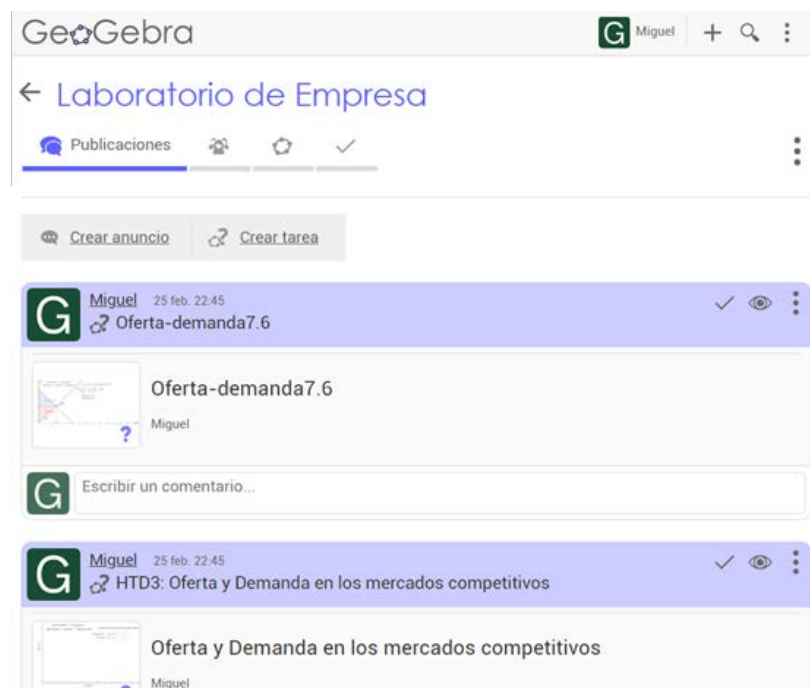 GeoGebra
G Miguel
Laboratorio de Empresa
Publicaciones
Crear anuncio Crear tarea
G Miguel 25 feb. 22:45
Oferta-demanda7.6
Oferta-demanda7.6
Miguel
?
G Escribir un comentario...
G Miguel 25 feb. 22:45
HTD3: Oferta y Demanda en los mercados competitivos
Oferta y Demanda en los mercados competitivos
Miguel